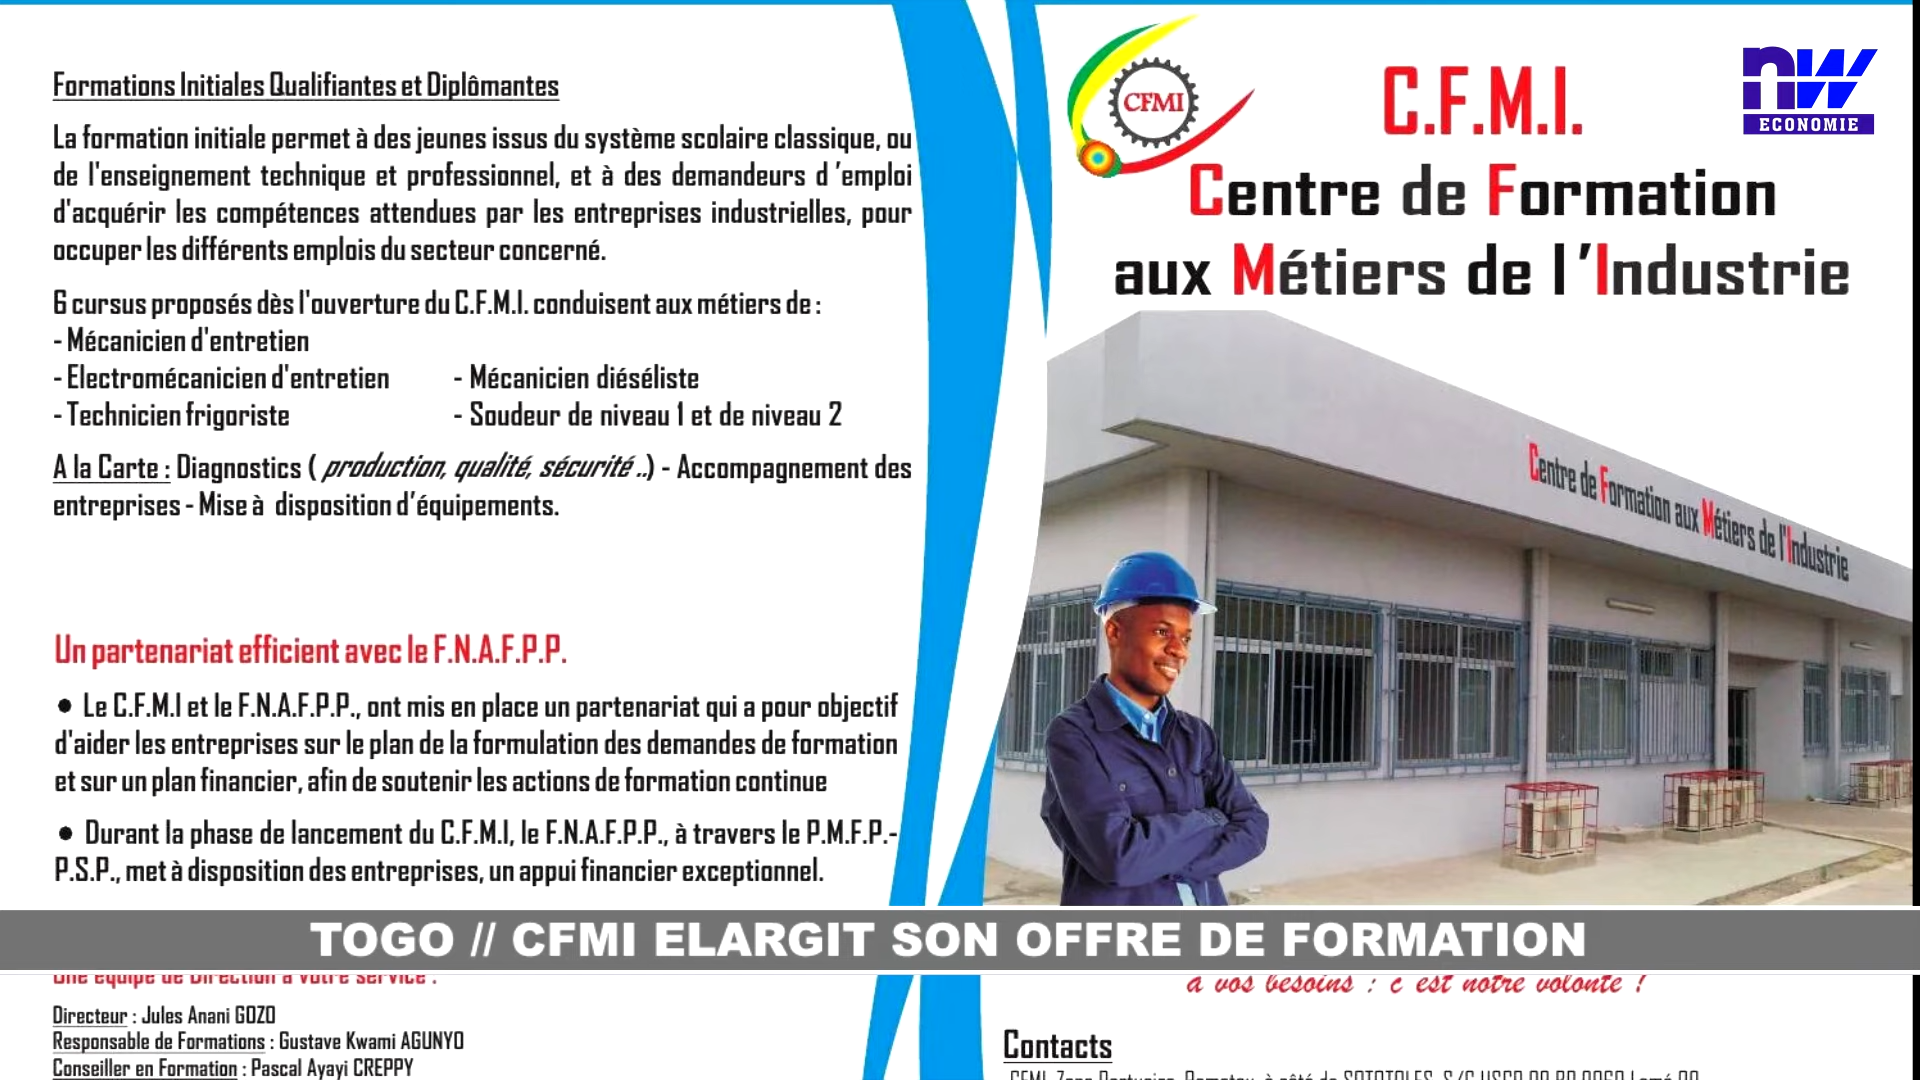 Formations Initiales Qualifiantes et Diplômantes
La formation initiale permet à des jeunes issus du système scolaire classique, ou
de l'enseignement technique et professionnel, et à des demandeurs d 'emploi
d'acquérir les compétences attendues par les entreprises industrielles, pour
occuper les différents emplois du secteur concerné.
6 cursus proposés dès l'ouverture du C.F.M.I. conduisent aux métiers de :
- Mécanicien d'entretien
- Electromécanicien d'entretien - Mécanicien diéséliste
- Technicien frigoriste - Soudeur de niveau 1 et de niveau 2
A la Carte : Diagnostics ( production, qualité, sécurité ..) - Accompagnement des
entreprises - Mise à disposition d'équipements.
Un partenariat efficient avec le F.N.A.F.P.P.
• Le C.F.M.I et le F.N.A.F.P.P., ont mis en place un partenariat qui a pour objectif
d'aider les entreprises sur le plan de la formulation des demandes de formation
et sur un plan financier, afin de soutenir les actions de formation continue
• Durant la phase de lancement du C.F.M.I, le F.N.A.F.P.P., à travers le P.M.F.P.-
P.S.P., met à disposition des entreprises, un appui financier exceptionnel.
CFMI
C.F.M.I.
Centre de Formation
aux Métiers de l 'Industrie
nw
ECONOMIE
Centre de Formation aux Métiers de l'Industrie
TOGO // CFMI ELARGIT SON OFFRE DE FORMATION
Une équipe de Direction à votre service :
Directeur : Jules Anani GOZO
Responsable de Formations : Gustave Kwami AGUNYO
Conseiller en Formation : Pascal Ayayi CREPPY
à vos besoins : c'est notre volonté !
Contacts